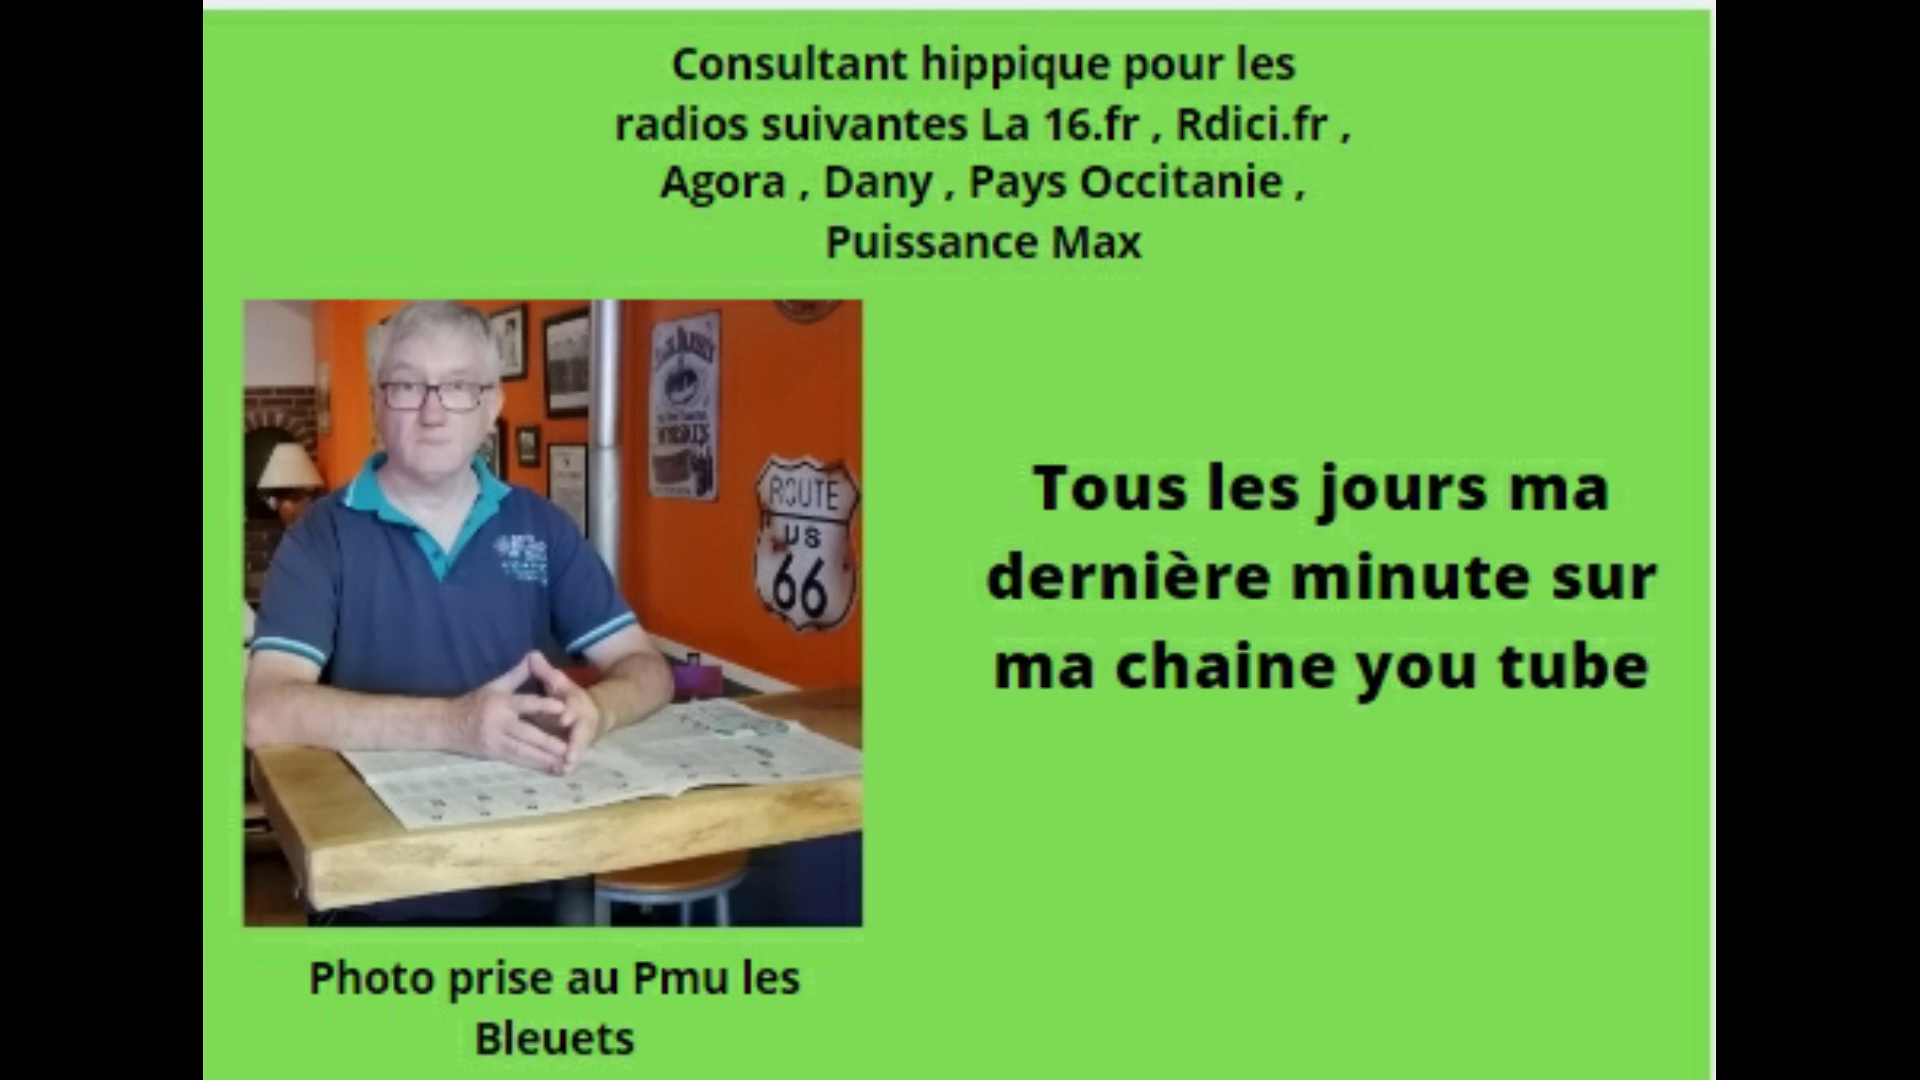 Consultant hippique pour les
radios suivantes La 16.fr , Rdici.fr ,
Agora , Dany , Pays Occitanie ,
Puissance Max
ROUTE
US
66
Tous les jours ma
dernière minute sur
ma chaine you tube
Photo prise au Pmu les
Bleuets